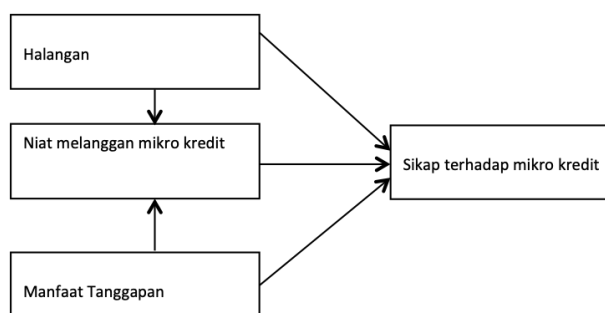 Halangan
Niat melanggan mikro kredit
Sikap terhadap mikro kredit
Manfaat Tanggapan